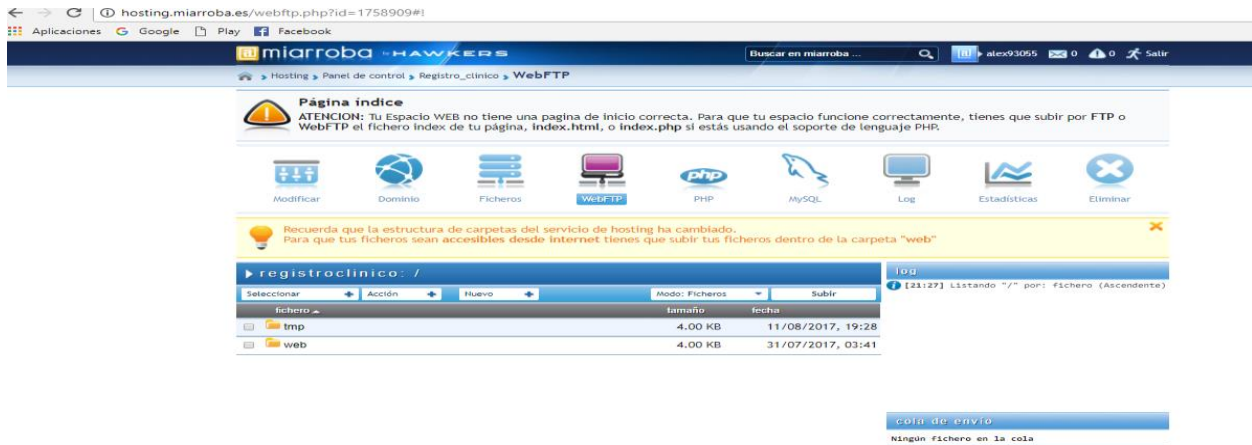 hosting.miarroba.es/webftp.php?id=1758909#!
Aplicaciones Google Play Facebook
miarroba by HAWKERS Buscar en miarroba ... alex93055 0 0 Salir
Hosting Panel de control Registro_clinico WebFTP
Página índice
ATENCION: Tu Espacio WEB no tiene una pagina de inicio correcta. Para que tu espacio funcione correctamente, tienes que subir por FTP o
WebFTP el fichero index de tu página, index.html, o index.php si estás usando el soporte de lenguaje PHP.
php
Modificar Dominio Ficheros WebFTP PHP MySQL Log Estadísticas Eliminar
Recuerda que la estructura de carpetas del servicio de hosting ha cambiado.
Para que tus ficheros sean accesibles desde internet tienes que subir tus ficheros dentro de la carpeta "web"
registroclinico: / log
Seleccionar Acción Nuevo Modo: Ficheros Subir [21:27] Listando "/" por: fichero (Ascendente)
fichero tamaño fecha
tmp 4.00 KB 11/08/2017, 19:28
web 4.00 KB 31/07/2017, 03:41
cola de envío
Ningún fichero en la cola